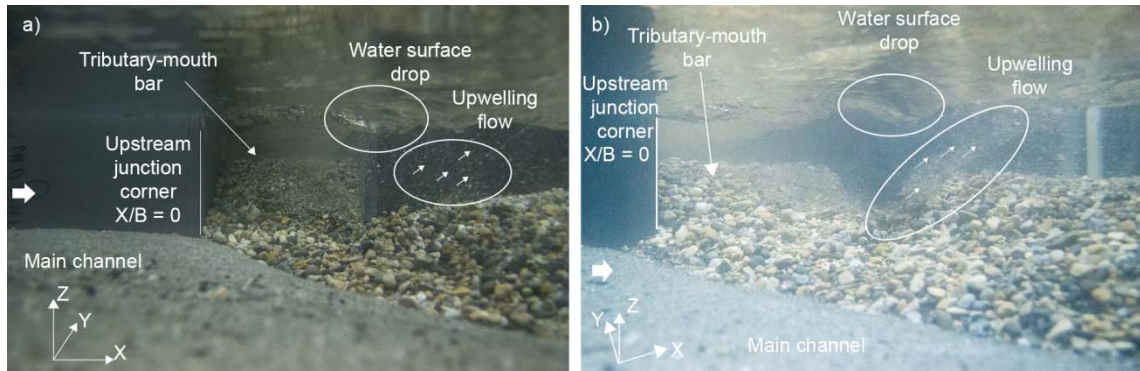 a)
Tributary-mouth
bar
Water surface
drop
Upwelling
flow
Upstream
junction
corner
X/B = 0
Main channel
Z
Y
X
b)
Water surface
drop
Tributary-mouth
bar
Upwelling
flow
Upstream
junction
corner
X/B = 0
Y
Z
X
Main channel